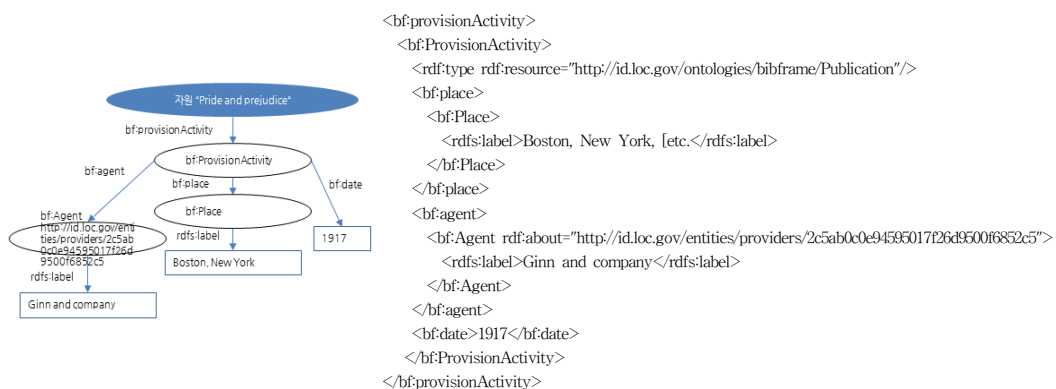 자원 "Pride and prejudice"
bf:provisionActivity
bf:ProvisionActivity
bf:agent
bf:place
bf:date
bf:Agent
http://id.loc.gov/enti
ties/providers/2c5ab
0c0e94595017f26d
9500f6852c5
bf:Place
rdfs:label
1917
Boston, New York
rdfs:label
Ginn and company
<bf:provisionActivity>
<bf:ProvisionActivity>
<rdf:type rdf:resource="http://id.loc.gov/ontologies/bibframe/Publication"/>
<bf:place>
<bf:Place>
<rdfs:label>Boston, New York, [etc.</rdfs:label>
</bf:Place>
</bf:place>
<bf:agent>
<bf:Agent rdf:about="http://id.loc.gov/entities/providers/2c5ab0c0e94595017f26d9500f6852c5">
<rdfs:label>Ginn and company</rdfs:label>
</bf:Agent>
</bf:agent>
<bf:date>1917</bf:date>
</bf:ProvisionActivity>
</bf:provisionActivity>